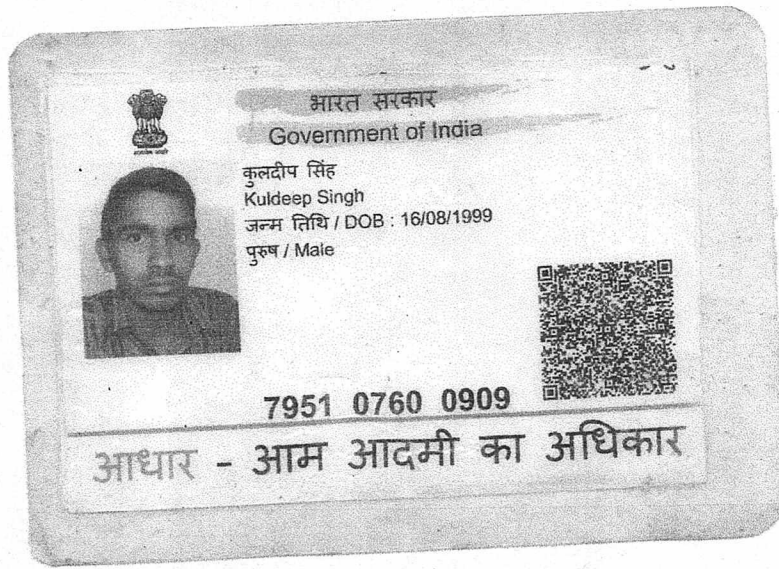 भारत सरकार
Government of India
कुलदीप सिंह
Kuldeep Singh
जन्म तिथि / DOB : 16/08/1999
पुरुष / Male
7951 0760 0909
आधार - आम आदमी का अधिकार